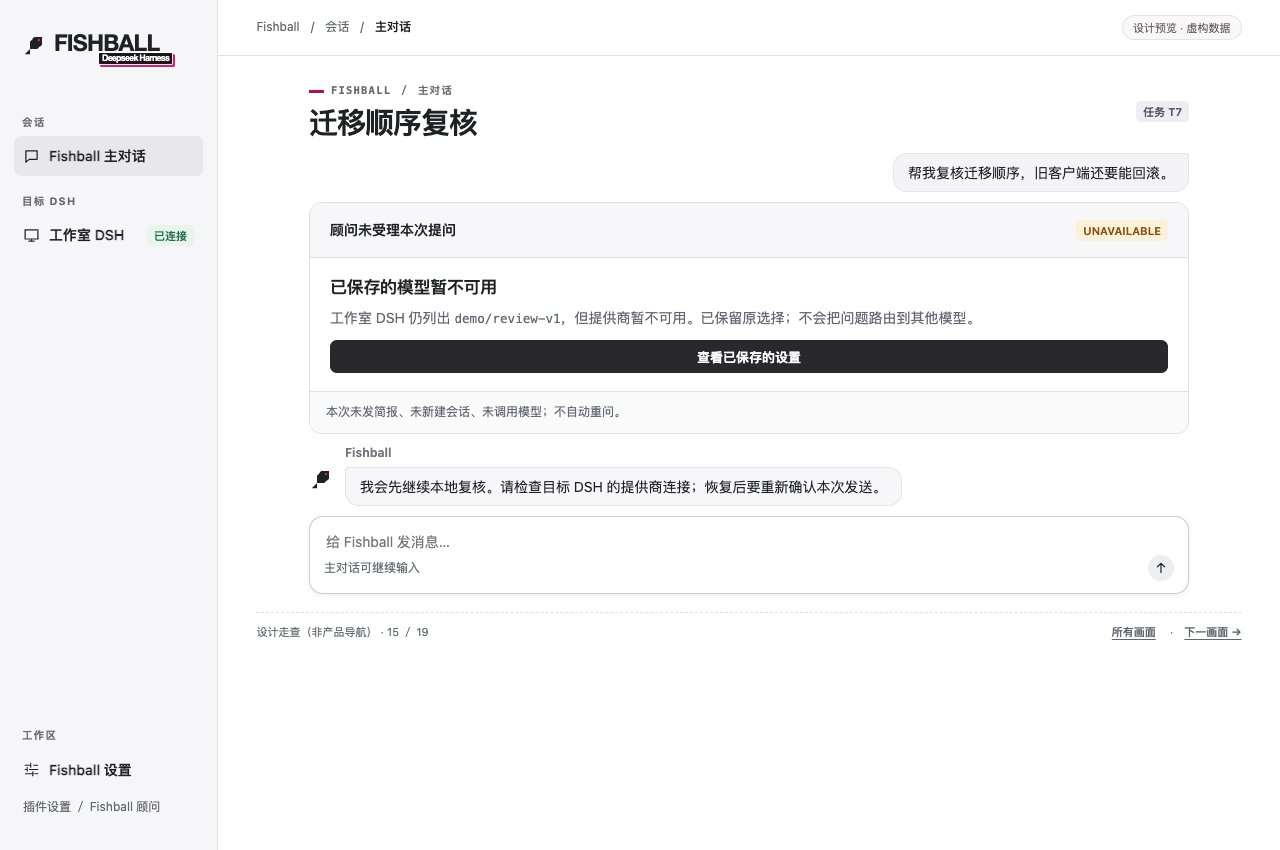 FISHBALL
Deepseek Harness
会话
Fishball 主对话
目标 DSH
工作室 DSH 已连接
工作区
Fishball 设置
插件设置 / Fishball 顾问
Fishball / 会话 / 主对话
设计预览 · 虚构数据
FISHBALL / 主对话
迁移顺序复核
任务 T7
帮我复核迁移顺序，旧客户端还要能回滚。
顾问未受理本次提问 UNAVAILABLE
已保存的模型暂不可用
工作室 DSH 仍列出 demo/review-v1，但提供商暂不可用。已保留原选择；不会把问题路由到其他模型。
查看已保存的设置
本次未发简报、未新建会话、未调用模型；不自动重问。
Fishball
我会先继续本地复核。请检查目标 DSH 的提供商连接；恢复后要重新确认本次发送。
给 Fishball 发消息…
主对话可继续输入
设计走查（非产品导航） · 15 / 19
所有画面 · 下一画面 →